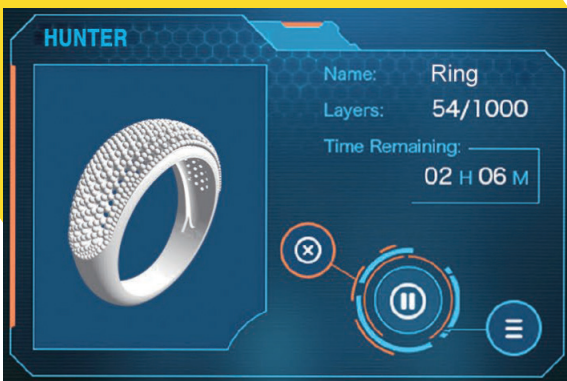 HUNTER
Name: Ring
Layers: 54/1000
Time Remaining:
02 H 06 M